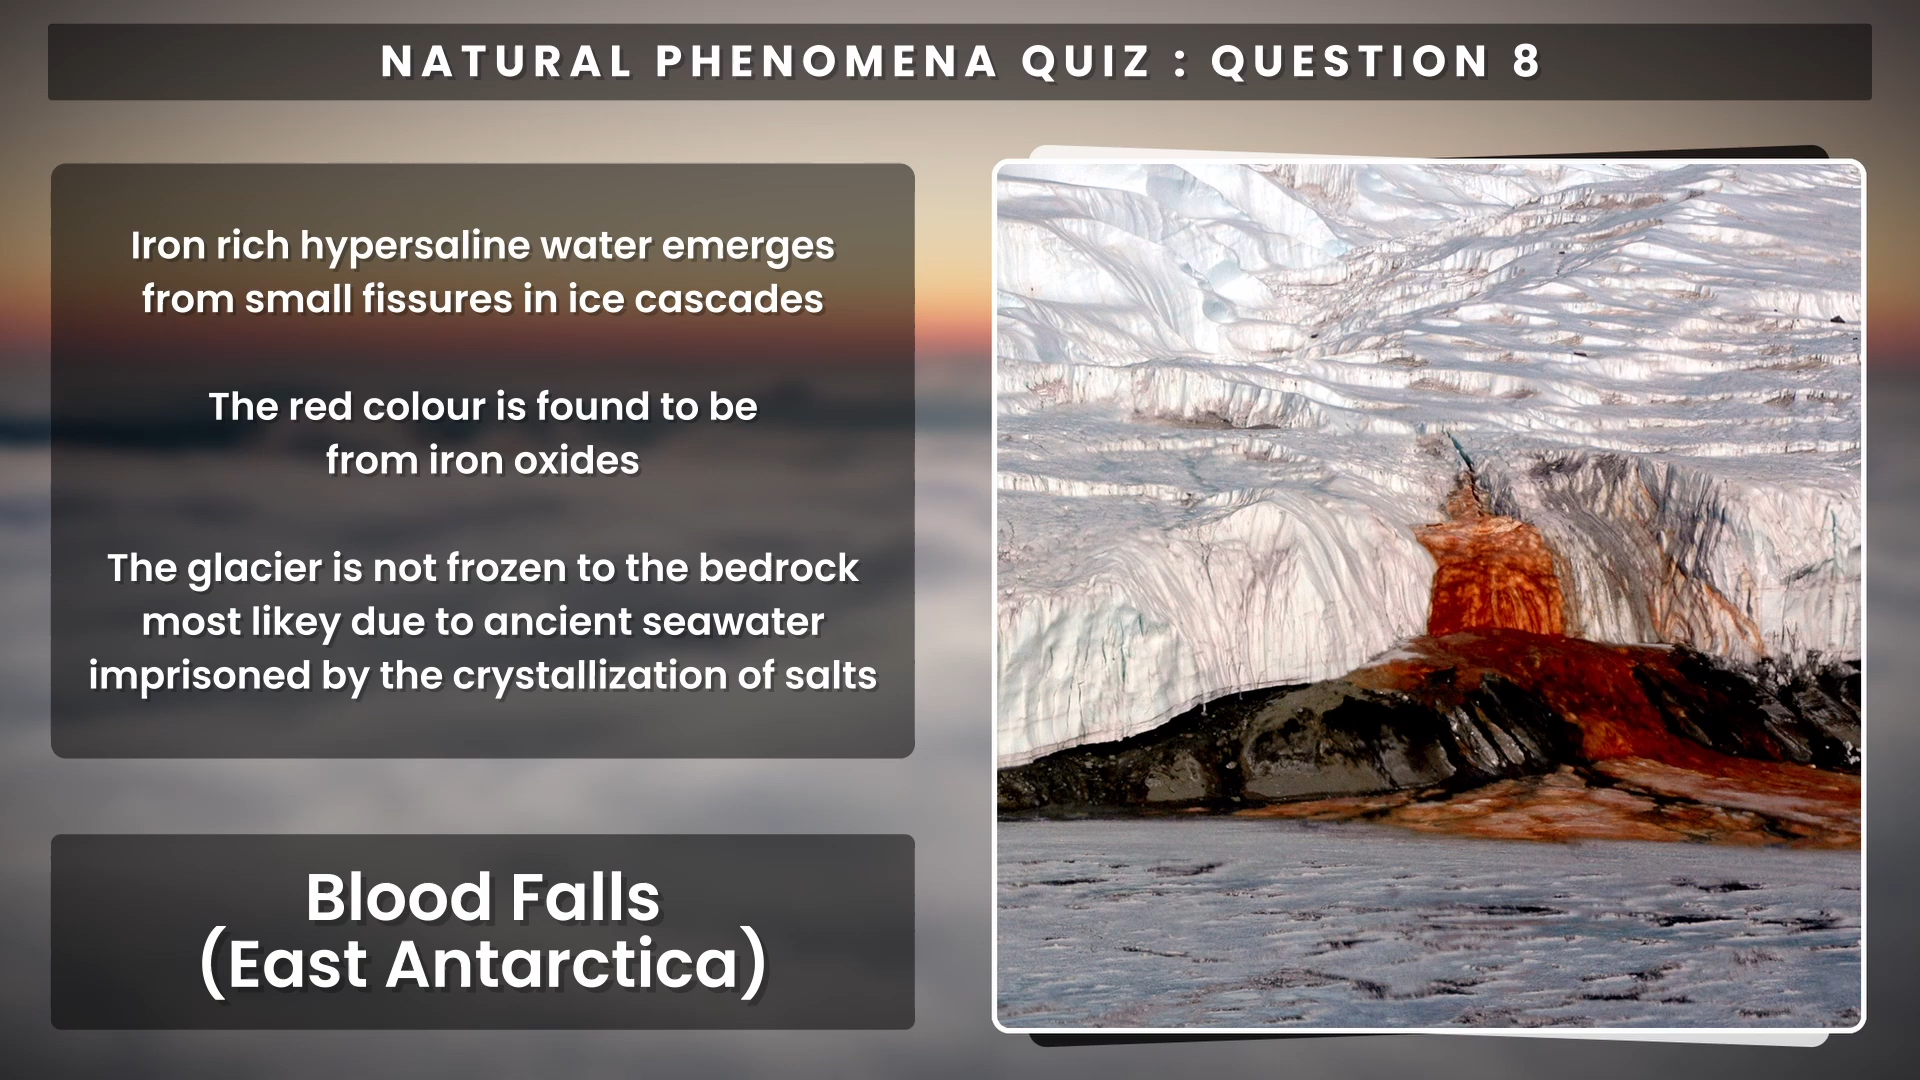 NATURAL PHENOMENA QUIZ : QUESTION 8
Iron rich hypersaline water emerges
from small fissures in ice cascades
The red colour is found to be
from iron oxides
The glacier is not frozen to the bedrock
most likey due to ancient seawater
imprisoned by the crystallization of salts
Blood Falls
(East Antarctica)